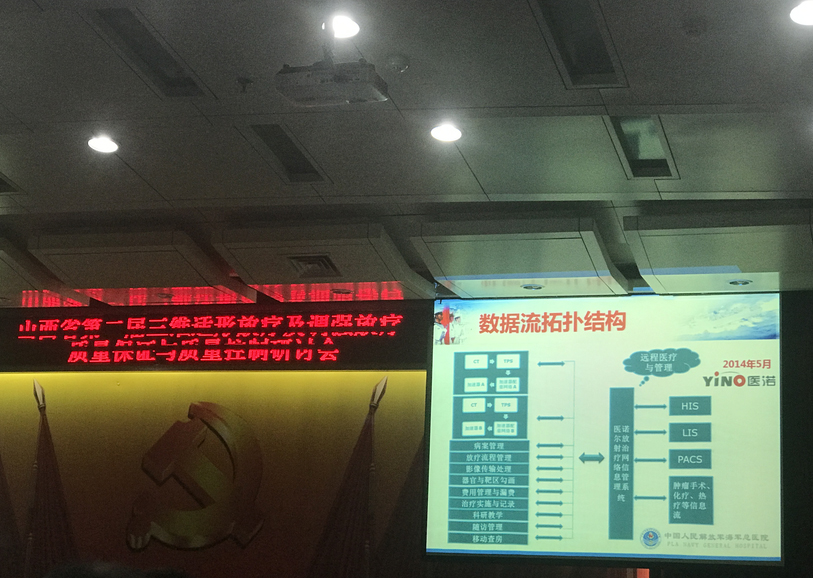 山西省第二届三维适形放疗及调强放疗
质量保证与质量控制研讨会
数据流拓扑结构
2014年5月
YiNO医诺
远程医疗
与管理
CT
TPS
CT
TPS
病案管理
放疗流程管理
影像传输处理
器官与靶区勾画
费用管理与漏费
治疗实施与记录
科研教学
随访管理
移动查房
医诺
尔放
射治
疗网
络信
息管
理系
统
HIS
LIS
PACS
肿瘤手术、
化疗、热
疗等信息
流
中国人民解放军海军总医院
PLA NAVY GENERAL HOSPITAL